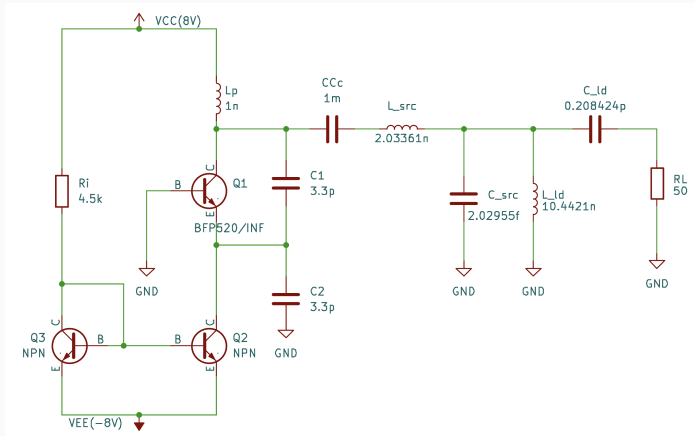 VCC(8V)
Lp
1n
CCc
1m
L_src
2.03361n
C_ld
0.208424p
Ri
4.5k
C
B
Q1
E
BFP520/INF
C1
3.3p
C_src
2.02955f
L_ld
10.4421n
RL
50
GND
GND
GND
GND
C2
3.3p
GND
Q3
NPN
C
B
E
B
C
Q2
NPN
E
VEE(-8V)